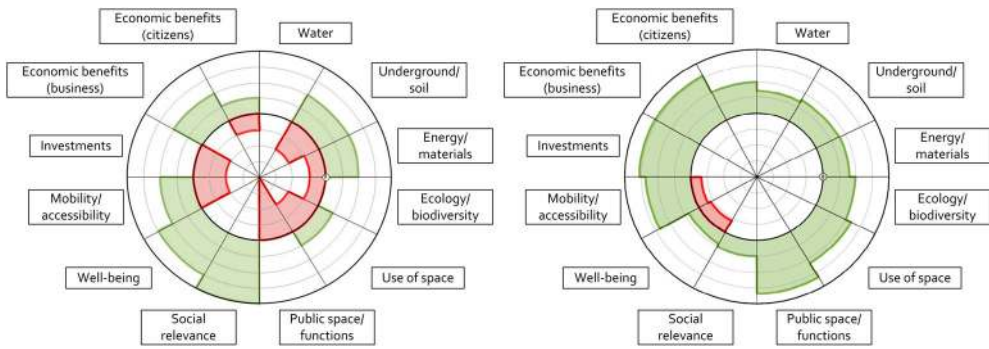 Economic benefits
(citizens)
Water
Economic benefits
(business)
Underground/
soil
Investments
Energy/
materials
Mobility/
accessibility
Ecology/
biodiversity
Well-being
Use of space
Social
relevance
Public space/
functions
Economic benefits
(citizens)
Water
Economic benefits
(business)
Underground/
soil
Investments
Energy/
materials
Mobility/
accessibility
Ecology/
biodiversity
Well-being
Use of space
Social
relevance
Public space/
functions